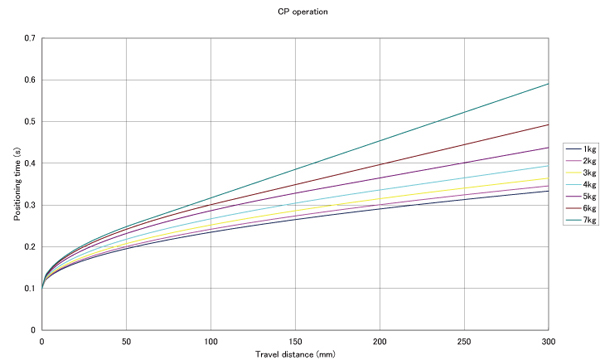 CP operation
0.7
0.6
0.5
0.4
0.3
0.2
0.1
0
Positioning time (s)
0 50 100 150 200 250 300
Travel distance (mm)
1kg
2kg
3kg
4kg
5kg
6kg
7kg